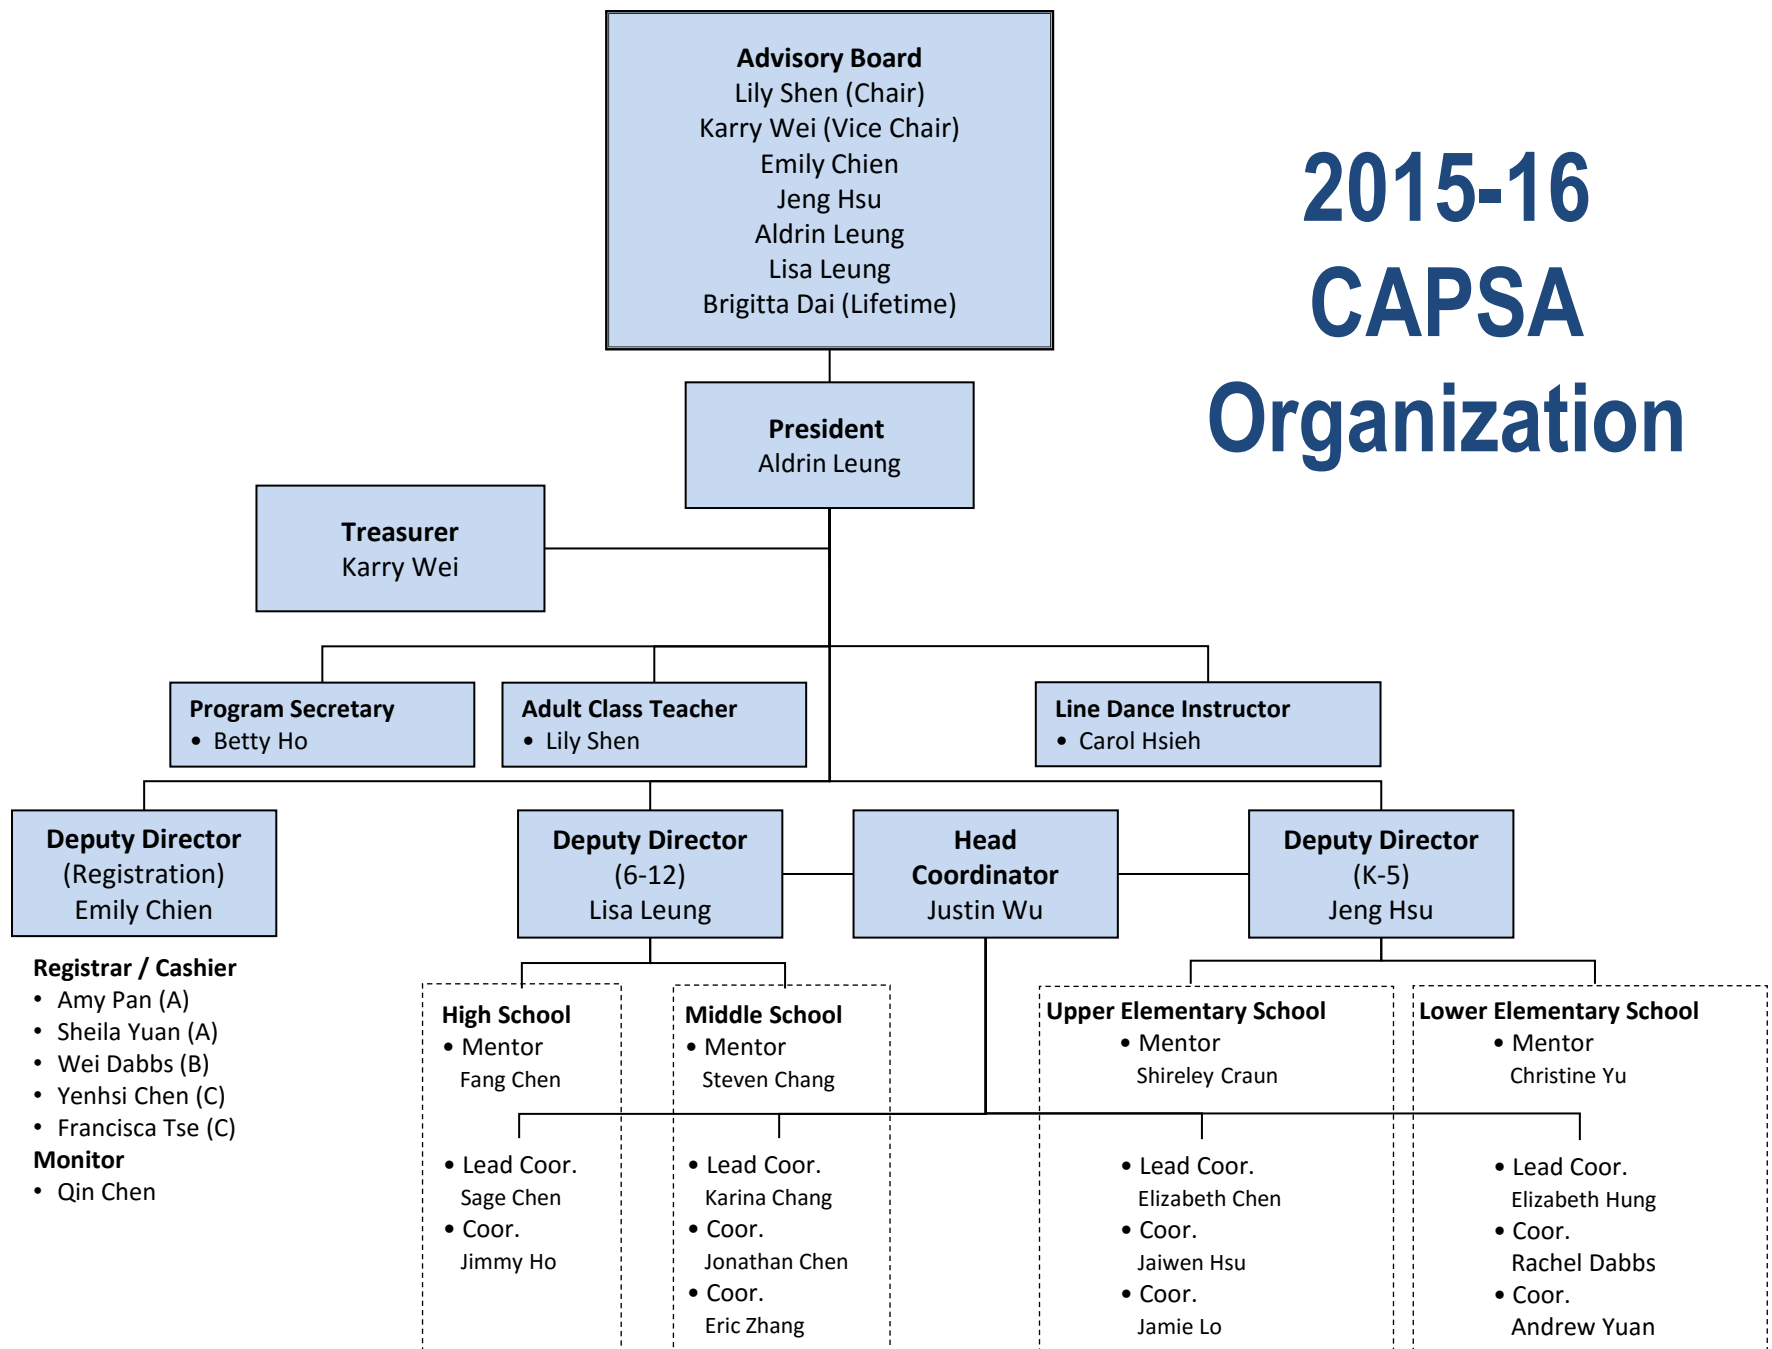 Advisory Board
Lily Shen (Chair)
Karry Wei (Vice Chair)
Emily Chien
Jeng Hsu
Aldrin Leung
Lisa Leung
Brigitta Dai (Lifetime)
2015-16
CAPSA
Organization
President
Aldrin Leung
Treasurer
Karry Wei
Program Secretary
• Betty Ho
Adult Class Teacher
• Lily Shen
Line Dance Instructor
• Carol Hsieh
Deputy Director
(Registration)
Emily Chien
Deputy Director
(6-12)
Lisa Leung
Head
Coordinator
Justin Wu
Deputy Director
(K-5)
Jeng Hsu
Registrar / Cashier
• Amy Pan (A)
• Sheila Yuan (A)
• Wei Dabbs (B)
• Yenhsi Chen (C)
• Francisca Tse (C)
Monitor
• Qin Chen
High School
• Mentor
Fang Chen
• Lead Coor.
Sage Chen
• Coor.
Jimmy Ho
Middle School
• Mentor
Steven Chang
• Lead Coor.
Karina Chang
• Coor.
Jonathan Chen
• Coor.
Eric Zhang
Upper Elementary School
• Mentor
Shireley Craun
• Lead Coor.
Elizabeth Chen
• Coor.
Jaiwen Hsu
• Coor.
Jamie Lo
Lower Elementary School
• Mentor
Christine Yu
• Lead Coor.
Elizabeth Hung
• Coor.
Rachel Dabbs
• Coor.
Andrew Yuan